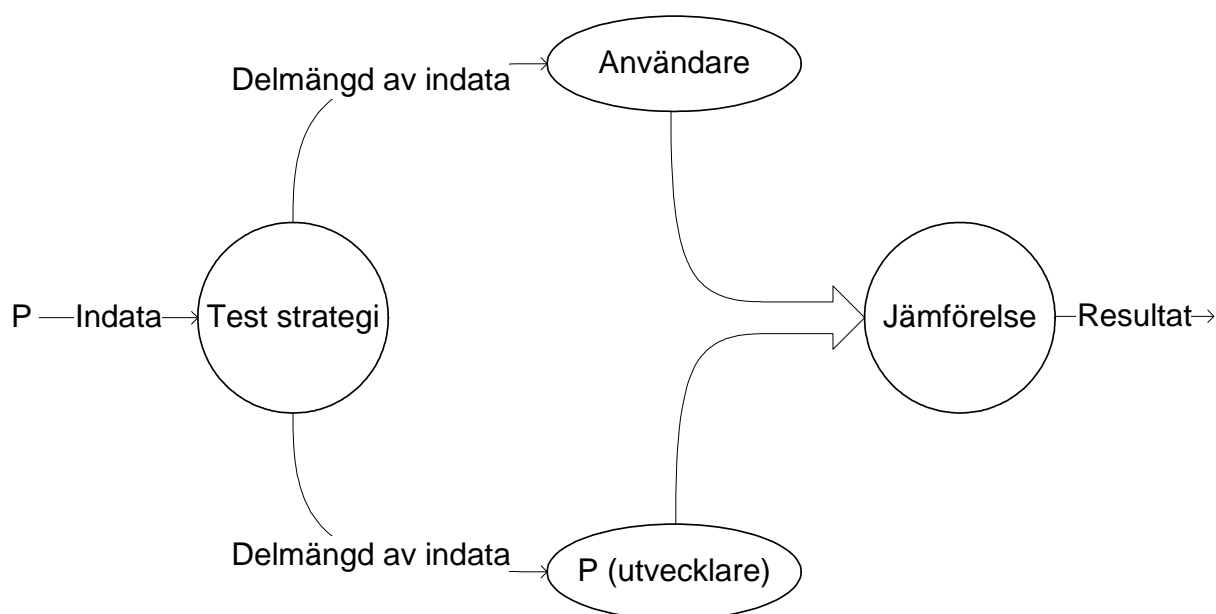 Delmängd av indata
Användare
P
Indata
Test strategi
Jämförelse
Resultat
Delmängd av indata
P (utvecklare)